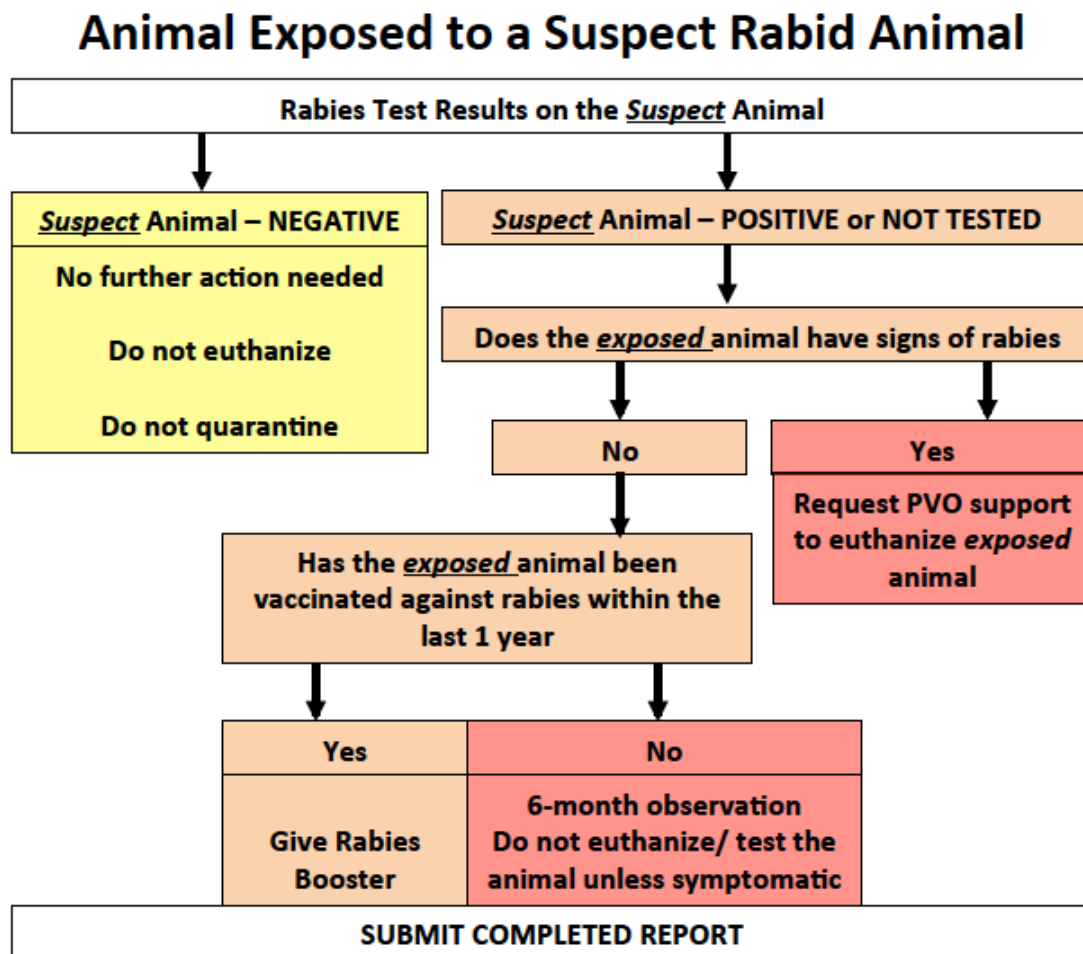 Animal Exposed to a Suspect Rabid Animal
Rabies Test Results on the Suspect Animal
Suspect Animal – NEGATIVE
No further action needed
Do not euthanize
Do not quarantine
Suspect Animal – POSITIVE or NOT TESTED
Does the exposed animal have signs of rabies
No
Yes
Request PVO support
to euthanize exposed
animal
Has the exposed animal been
vaccinated against rabies within the
last 1 year
Yes
Give Rabies
Booster
No
6-month observation
Do not euthanize/ test the
animal unless symptomatic
SUBMIT COMPLETED REPORT